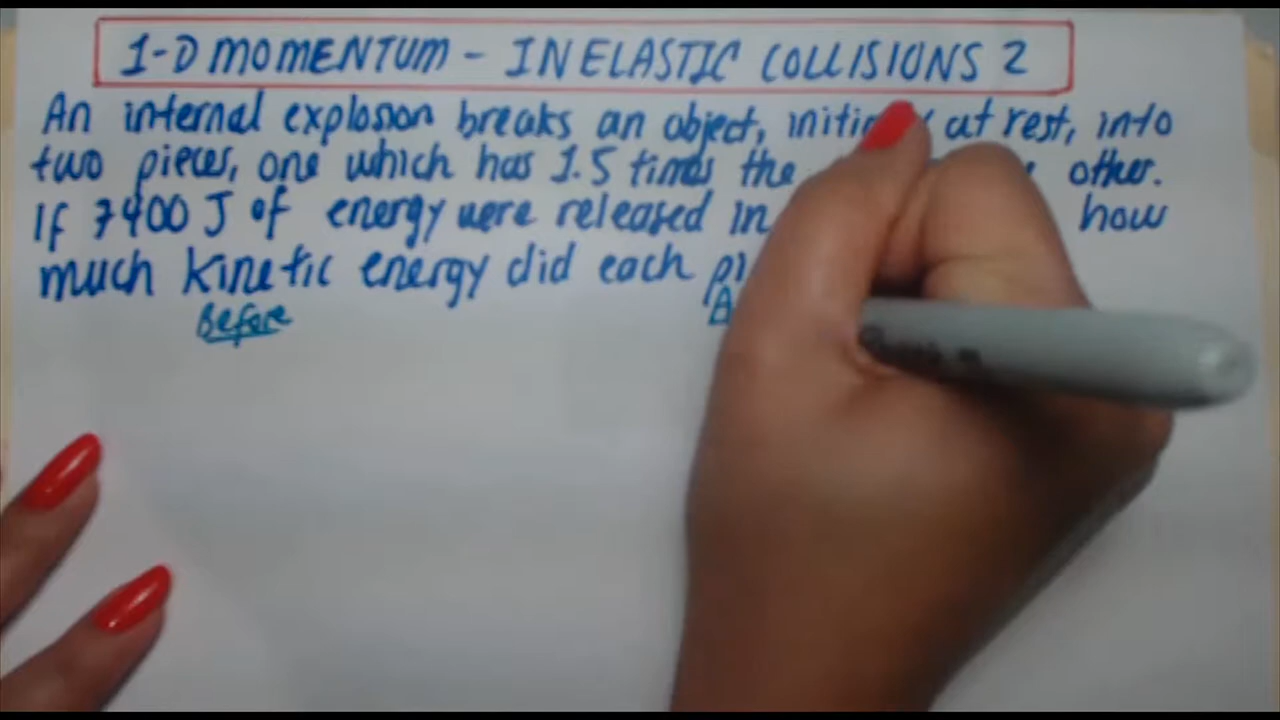 1-D MOMENTUM - INELASTIC COLLISIONS 2
An internal explosion breaks an object, at rest, into
two pieces, one which has 1.5 times the other.
If 7400 J of energy were released in how
much kinetic energy did each
Before